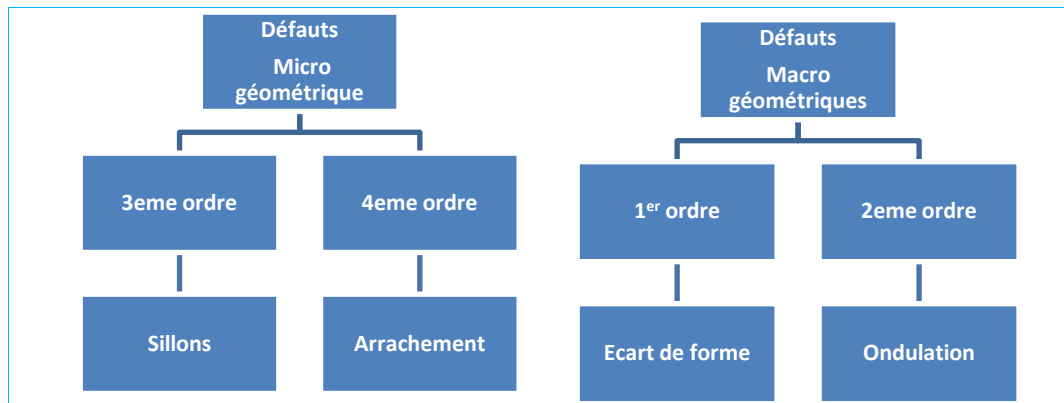 Défauts
Micro
géométrique
3eme ordre
4eme ordre
Sillons
Arrachement
Défauts
Macro
géométriques
1er ordre
2eme ordre
Ecart de forme
Ondulation